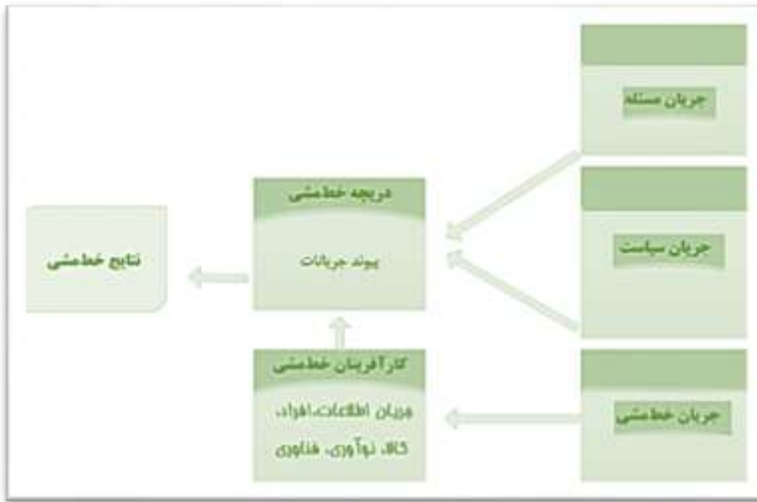 جریان مسئله
جریان سیاست
جریان خط‌مشی
دریچه خط‌مشی
پیوند جریانات
کارآفرینان خط‌مشی
جریان اطلاعات، افراد،
کالا، نوآوری، فناوری
نتایج خط‌مشی